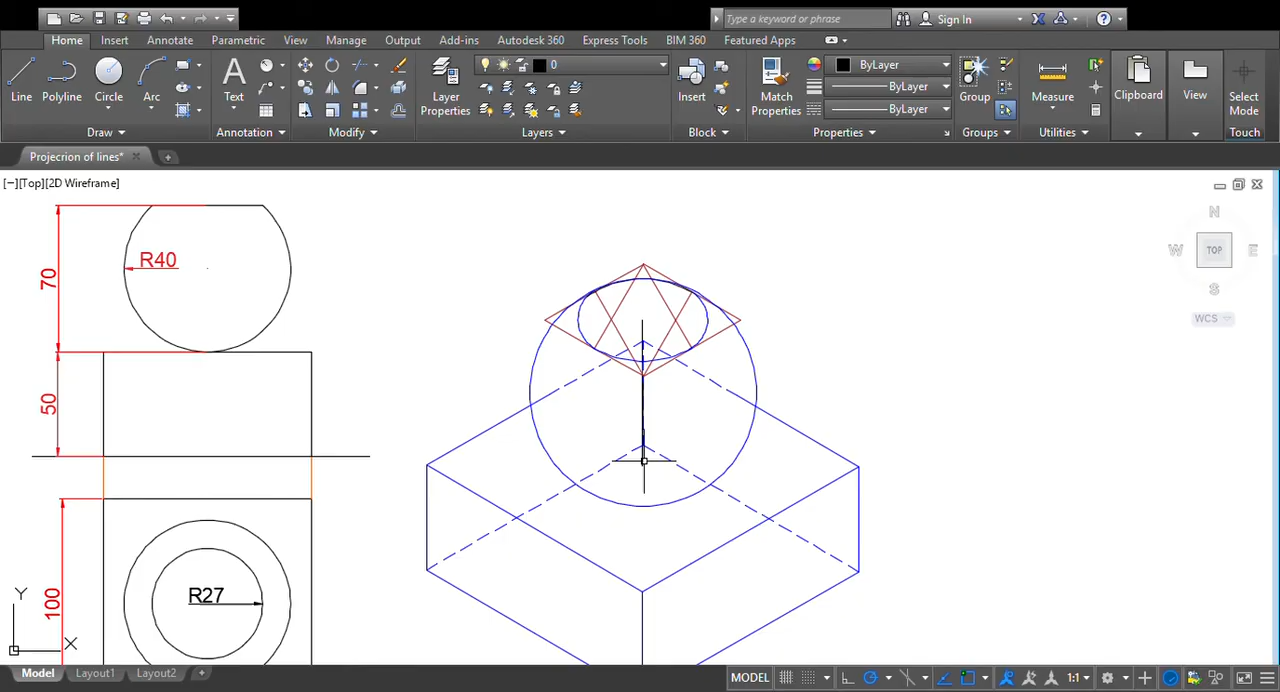 Type a keyword or phrase
Sign In
?
Home Insert Annotate Parametric View Manage Output Add-ins Autodesk 360 Express Tools BIM 360 Featured Apps
0
ByLayer
ByLayer
ByLayer
Line Polyline Circle Arc
Text
Layer Properties
Insert
Match Properties
Group
Measure
Clipboard
View
Select Mode
Draw Modify Annotation Layers Block Properties Groups Utilities Touch
Projecrion of lines*
[−][Top][2D Wireframe]
N
W TOP E
S
WCS
R40
70
50
R27
100
Y
X
Model Layout1 Layout2 +
MODEL
1:1